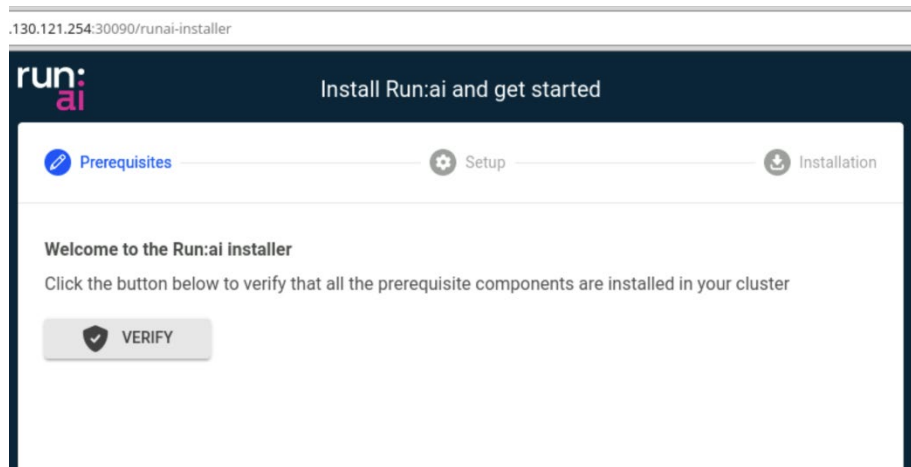 .130.121.254:30090/runai-installer
run:
ai
Install Run:ai and get started
Prerequisites
Setup
Installation
Welcome to the Run:ai installer
Click the button below to verify that all the prerequisite components are installed in your cluster
VERIFY